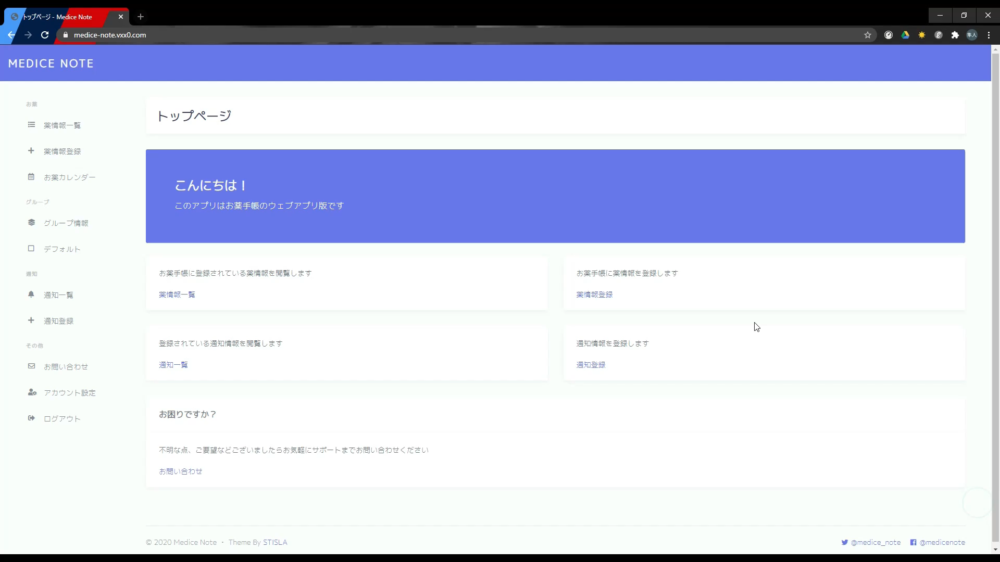 トップページ - Medice Note
medice-note.vxx0.com
隼人
MEDICE NOTE
お薬
薬情報一覧
薬情報登録
お薬カレンダー
グループ
グループ情報
デフォルト
通知
通知一覧
通知登録
その他
お問い合わせ
アカウント設定
ログアウト
トップページ
こんにちは！
このアプリはお薬手帳のウェブアプリ版です
お薬手帳に登録されている薬情報を閲覧します
薬情報一覧
お薬手帳に薬情報を登録します
薬情報登録
登録されている通知情報を閲覧します
通知一覧
通知情報を登録します
通知登録
お困りですか？
不明な点、ご要望などございましたらお気軽にサポートまでお問い合わせください
お問い合わせ
© 2020 Medice Note ・ Theme By STISLA
@medice_note @medicenote